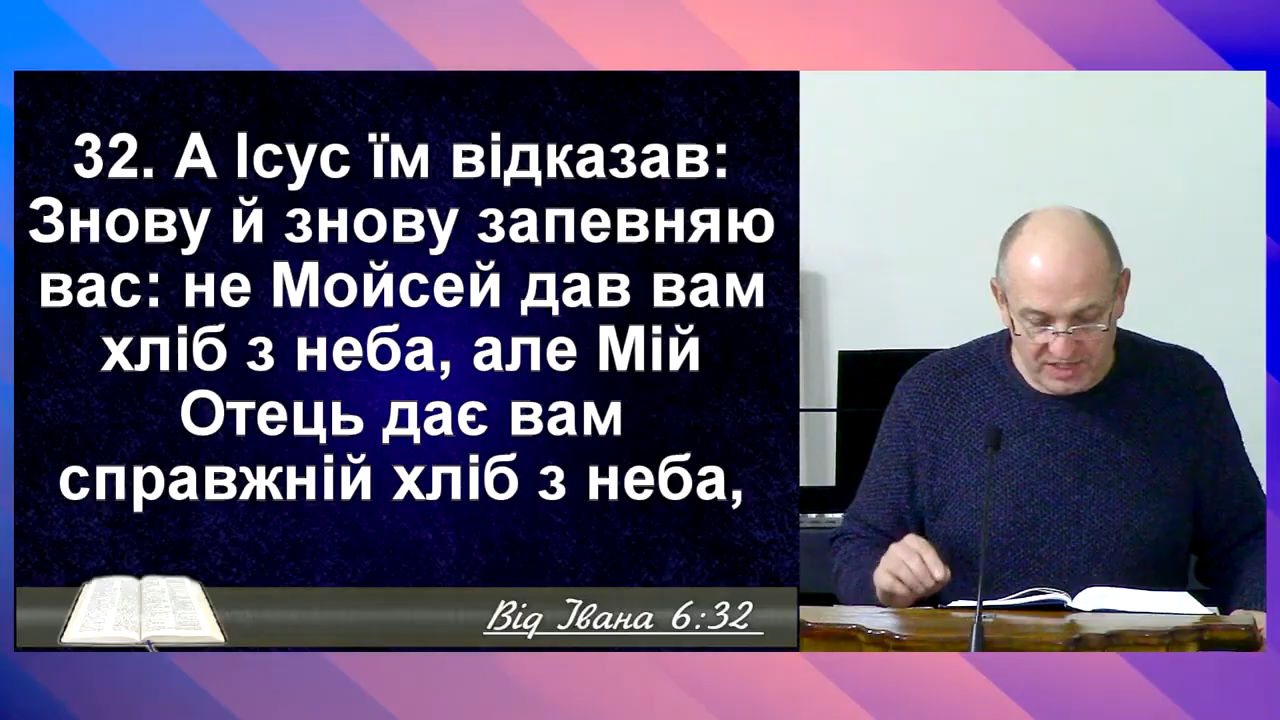 32. А Ісус їм відказав:
Знову й знову запевняю
вас: не Мойсей дав вам
хліб з неба, але Мій
Отець дає вам
справжній хліб з неба,
Від Івана 6:32